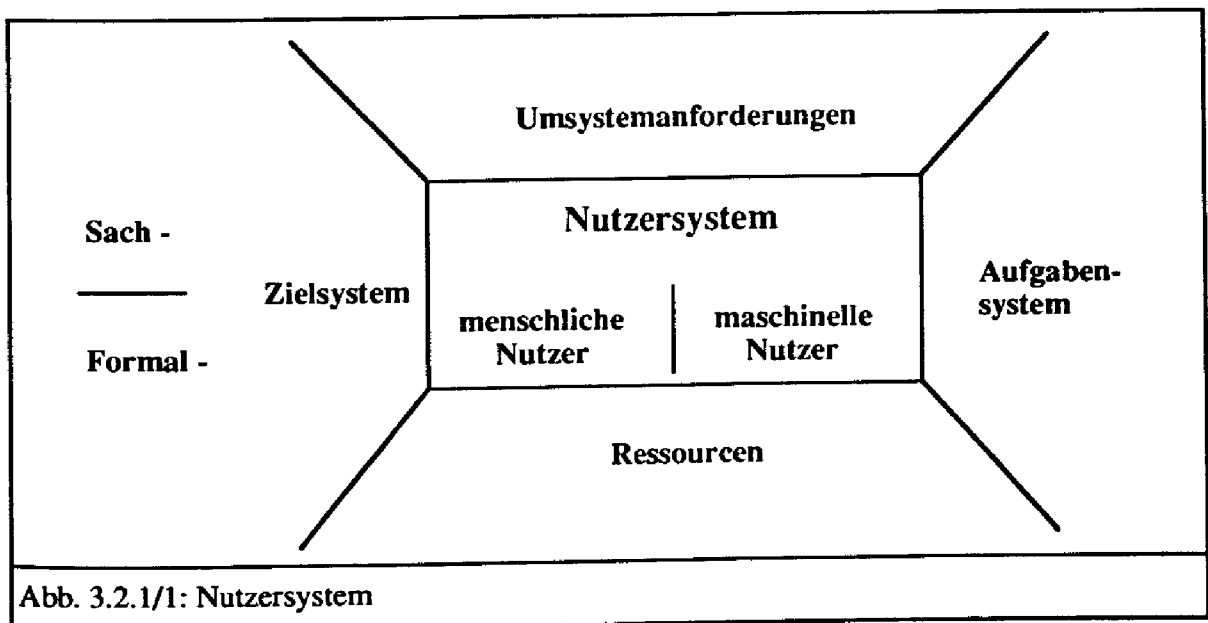 Umsystemanforderungen
Nutzersystem
Sach -
Zielsystem
Formal -
menschliche
Nutzer
maschinelle
Nutzer
Aufgaben-
system
Ressourcen
Abb. 3.2.1/1: Nutzersystem